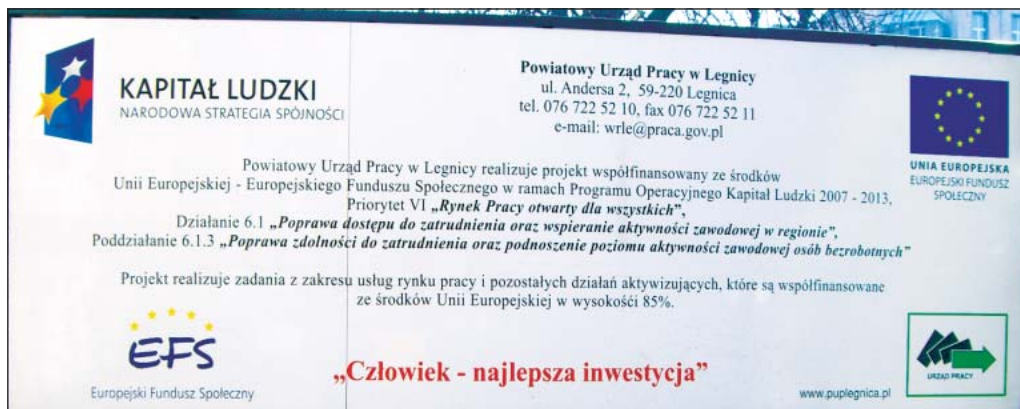 KAPITAŁ LUDZKI
NARODOWA STRATEGIA SPÓJNOŚCI
Powiatowy Urząd Pracy w Legnicy
ul. Andersa 2, 59-220 Legnica
tel. 076 722 52 10, fax 076 722 52 11
e-mail: wrle@praca.gov.pl
UNIA EUROPEJSKA
EUROPEJSKI FUNDUSZ
SPOŁECZNY
Powiatowy Urząd Pracy w Legnicy realizuje projekt współfinansowany ze środków
Unii Europejskiej - Europejskiego Funduszu Społecznego w ramach Programu Operacyjnego Kapitał Ludzki 2007 - 2013,
Priorytet VI „Rynek Pracy otwarty dla wszystkich”,
Działanie 6.1 „Poprawa dostępu do zatrudnienia oraz wspieranie aktywności zawodowej w regionie”,
Poddziałanie 6.1.3 „Poprawa zdolności do zatrudnienia oraz podnoszenie poziomu aktywności zawodowej osób bezrobotnych”
Projekt realizuje zadania z zakresu usług rynku pracy i pozostałych działań aktywizujących, które są współfinansowane
ze środków Unii Europejskiej w wysokośći 85%.
EFS
Europejski Fundusz Społeczny
„Człowiek - najlepsza inwestycja”
www.puplegnica.pl
URZĄD PRACY